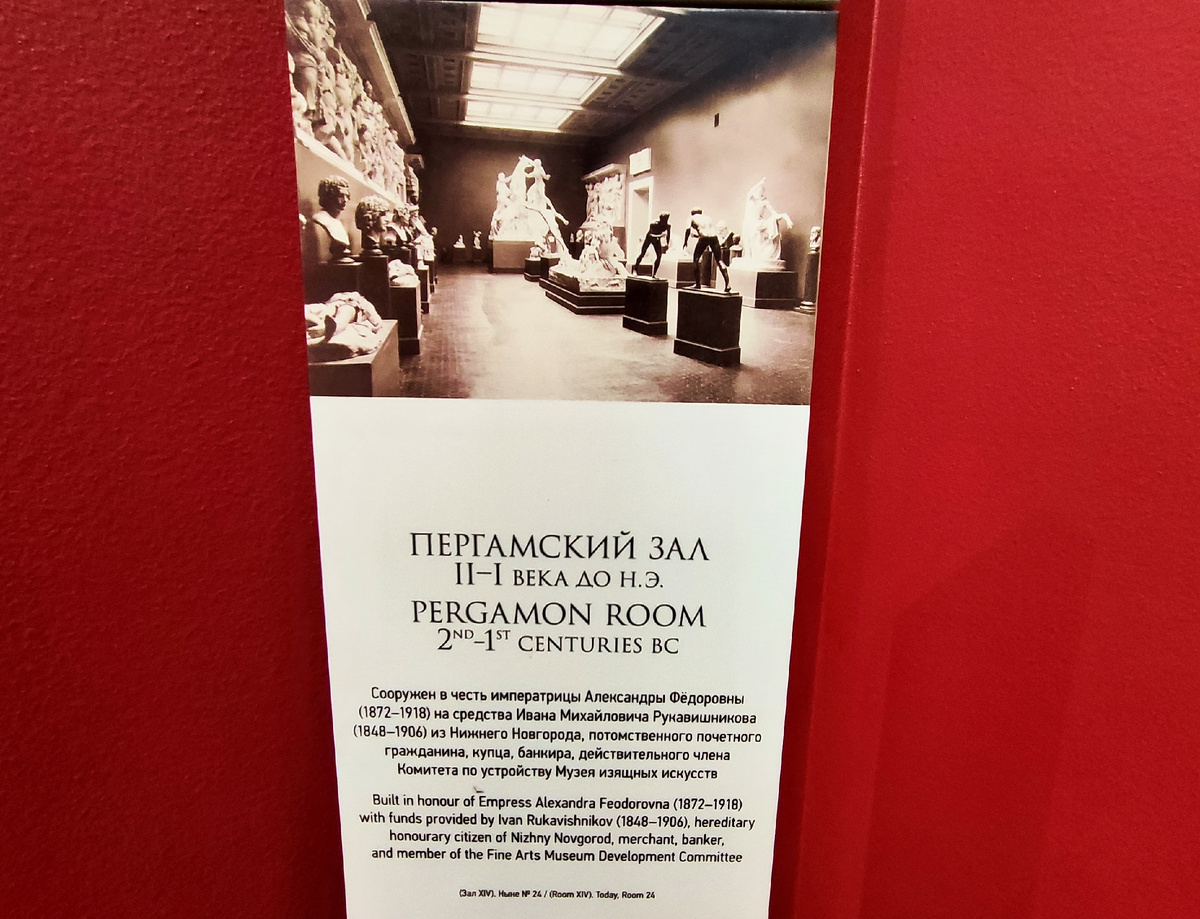 ПЕРГАМСКИЙ ЗАЛ
II–I ВЕКА ДО Н.Э.
PERGAMON ROOM
2ND–1ST CENTURIES BC
Сооружен в честь императрицы Александры Фёдоровны
(1872–1918) на средства Ивана Михайловича Рукавишникова
(1848–1906) из Нижнего Новгорода, потомственного почетного
гражданина, купца, банкира, действительного члена
Комитета по устройству Музея изящных искусств
Built in honour of Empress Alexandra Feodorovna (1872–1918)
with funds provided by Ivan Rukavishnikov (1848–1906), hereditary
honourary citizen of Nizhny Novgorod, merchant, banker,
and member of the Fine Arts Museum Development Committee
(Зал XIV). Ныне № 24 / (Room XIV). Today, Room 24